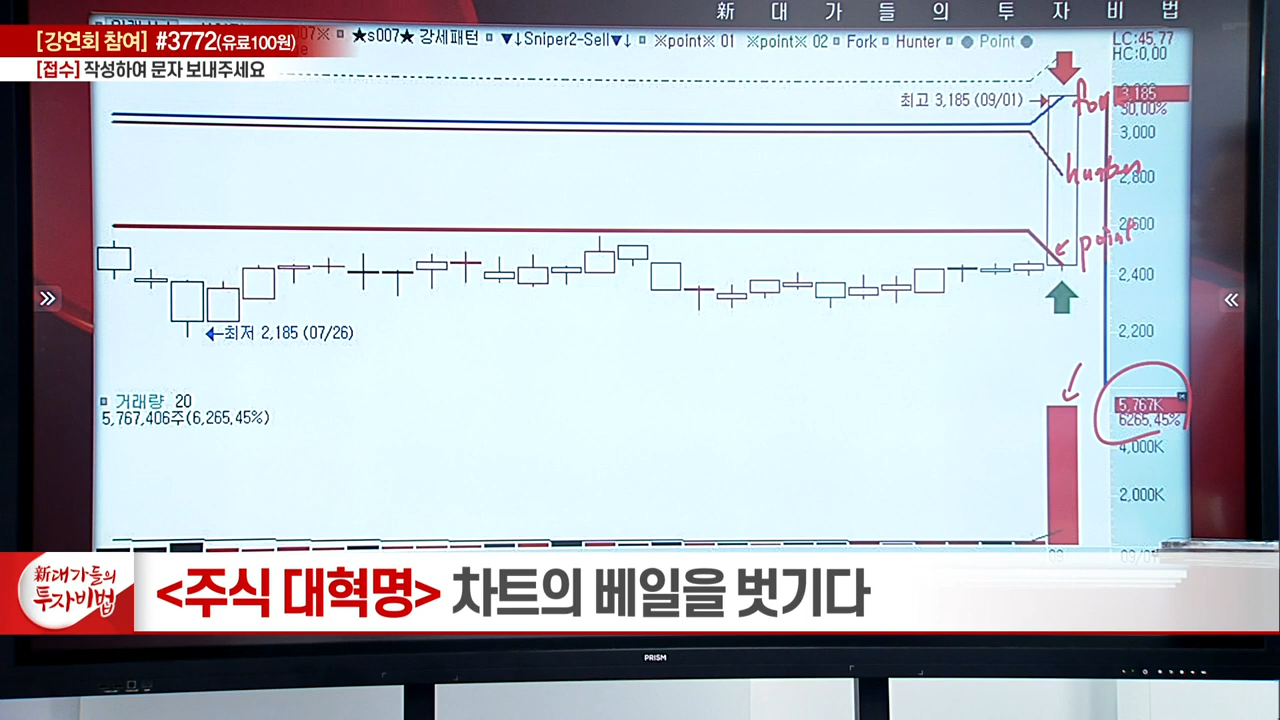 新 대 가 들 의 투 자 비 법
[강연회 참여] #3772(유료100원)
[접수] 작성하여 문자 보내주세요
★s007★ 강세패턴 ▼↓Sniper2-Sell▼↓ ※point※ 01 ※point※ 02 Fork Hunter ● Point ●
LC:45,77
HC:0,00
최고 3,185 (09/01)
3,185
30,00%
3,000
hunter
2,800
2,600
point
2,400
2,200
←최저 2,185 (07/26)
거래량 20
5,767,406주(6,265,45%)
5,767K
6265,45%
4,000K
2,000K
新대가들의
투자비법
<주식 대혁명> 차트의 베일을 벗기다
PRISM